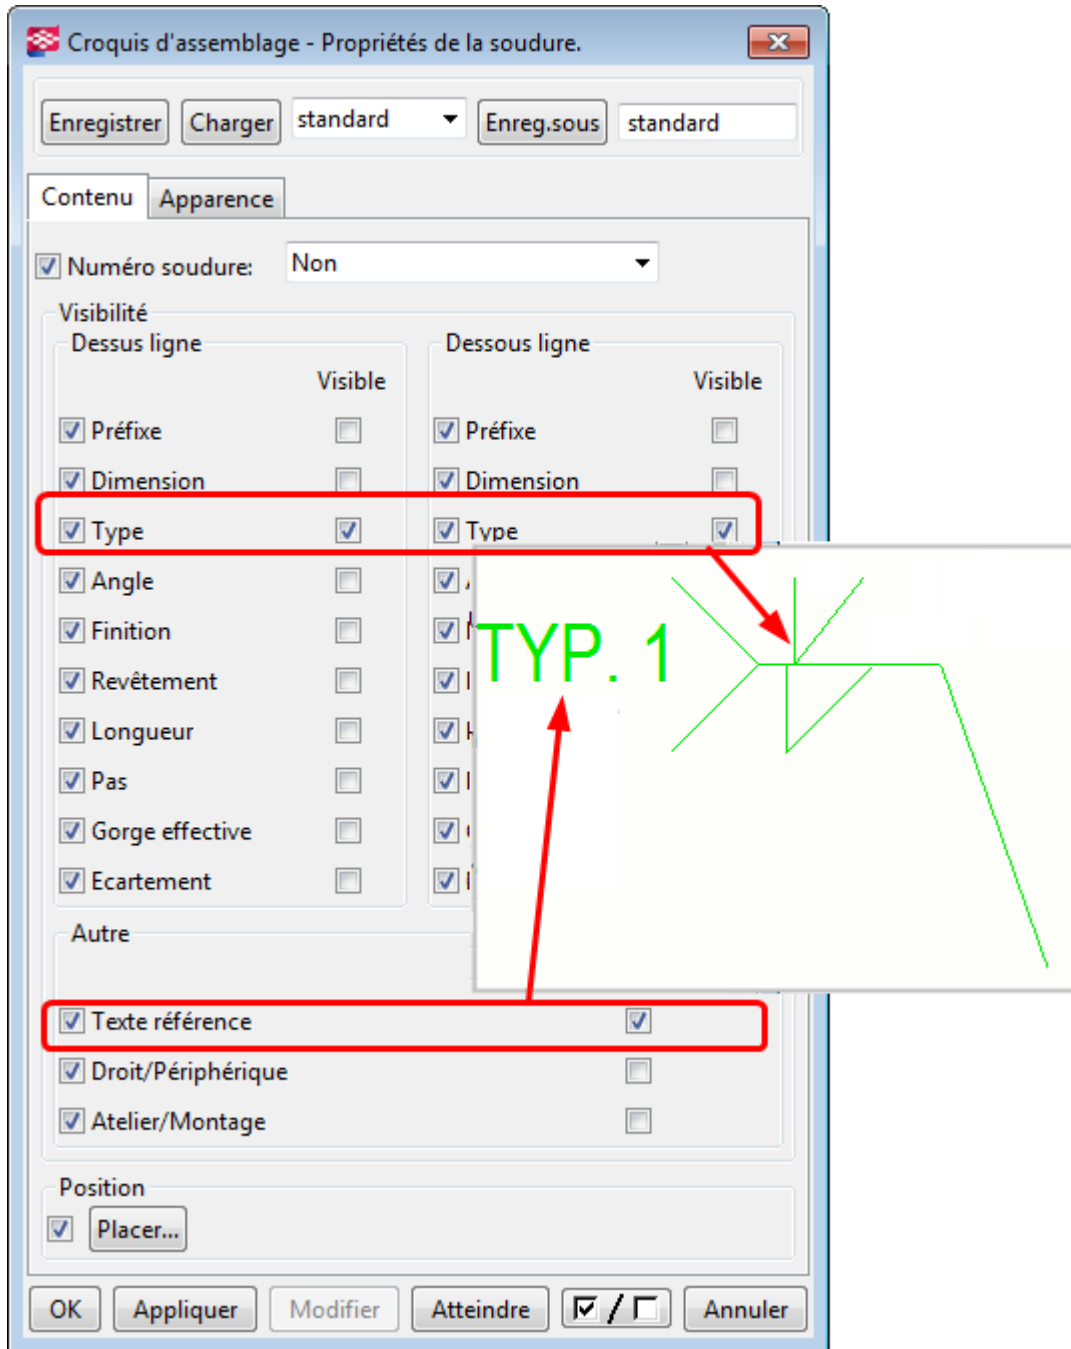 Croquis d'assemblage - Propriétés de la soudure.
Enregistrer Charger standard Enreg.sous standard
Contenu Apparence
Numéro soudure: Non
Visibilité
Dessus ligne Dessous ligne
Visible Visible
Préfixe Préfixe
Dimension Dimension
Type Type
Angle
Finition
Revêtement
TYP. 1
Longueur
Pas
Gorge effective
Ecartement
Autre
Texte référence
Droit/Périphérique
Atelier/Montage
Position
Placer...
OK Appliquer Modifier Atteindre / Annuler